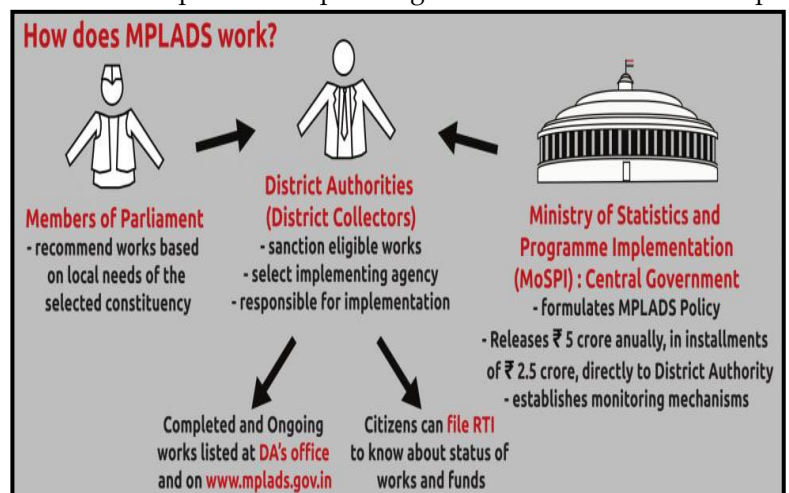 How does MPLADS work?
Members of Parliament
- recommend works based
on local needs of the
selected constituency
District Authorities
(District Collectors)
- sanction eligible works
- select implementing agency
- responsible for implementation
Ministry of Statistics and
Programme Implementation
(MoSPI) : Central Government
- formulates MPLADS Policy
- Releases ₹ 5 crore anually, in installments
of ₹ 2.5 crore, directly to District Authority
- establishes monitoring mechanisms
Completed and Ongoing
works listed at DA's office
and on www.mplads.gov.in
Citizens can file RTI
to know about status of
works and funds